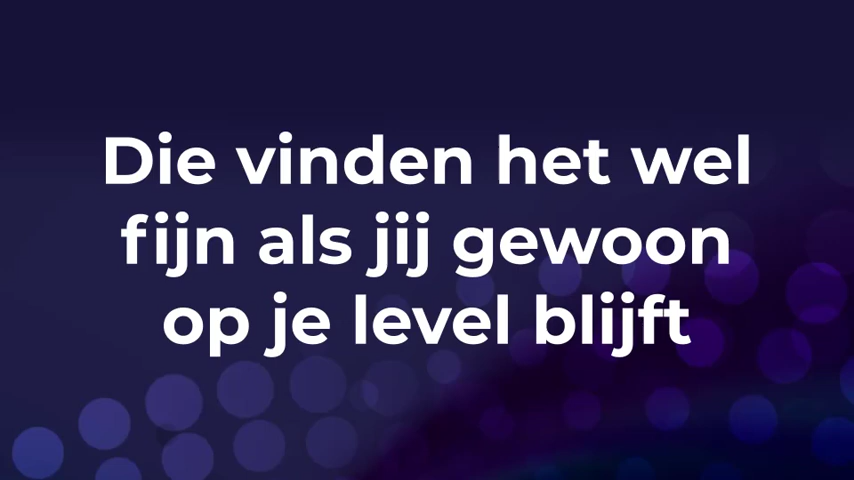 Die vinden het wel
fijn als jij gewoon
op je level blijft